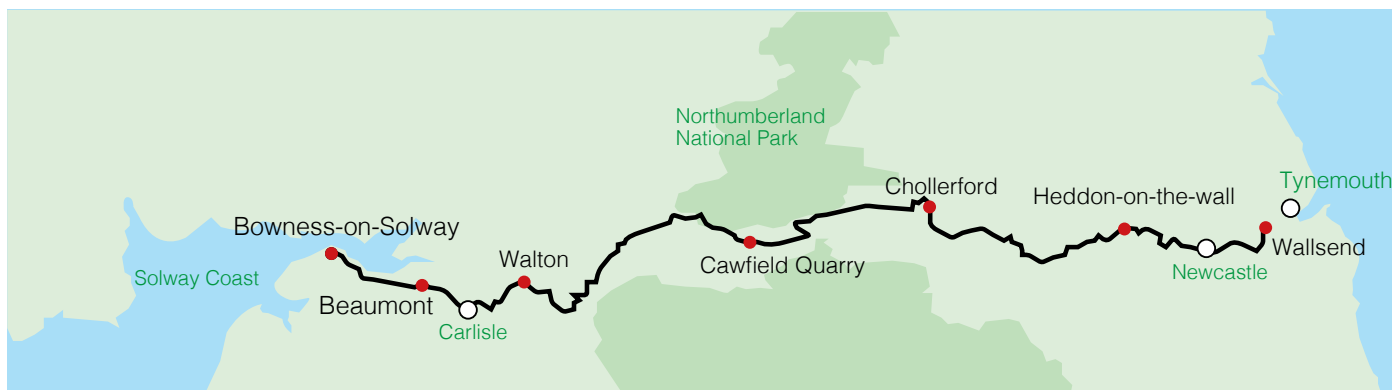 Northumberland
National Park
Tynemouth
Chollerford
Heddon-on-the-wall
Bowness-on-Solway
Wallsend
Walton
Cawfield Quarry
Newcastle
Solway Coast
Beaumont
Carlisle